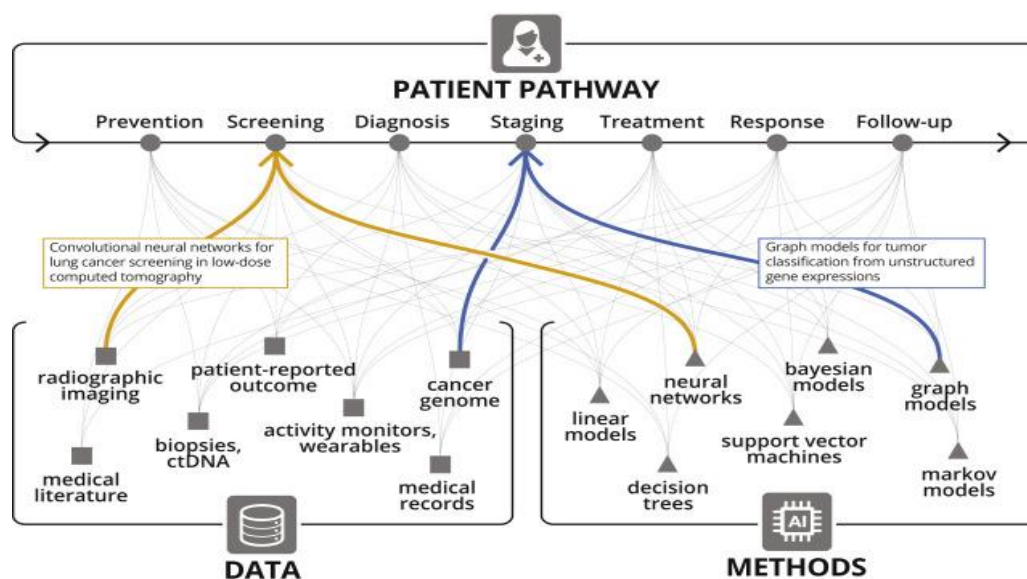 PATIENT PATHWAY
Prevention
Screening
Diagnosis
Staging
Treatment
Response
Follow-up
Convolutional neural networks for
lung cancer screening in low-dose
computed tomography
Graph models for tumor
classification from unstructured
gene expressions
radiographic
imaging
patient-reported
outcome
cancer
genome
biopsies,
ctDNA
activity monitors,
wearables
medical
literature
medical
records
DATA
neural
networks
bayesian
models
graph
models
linear
models
support vector
machines
decision
trees
markov
models
AI
METHODS